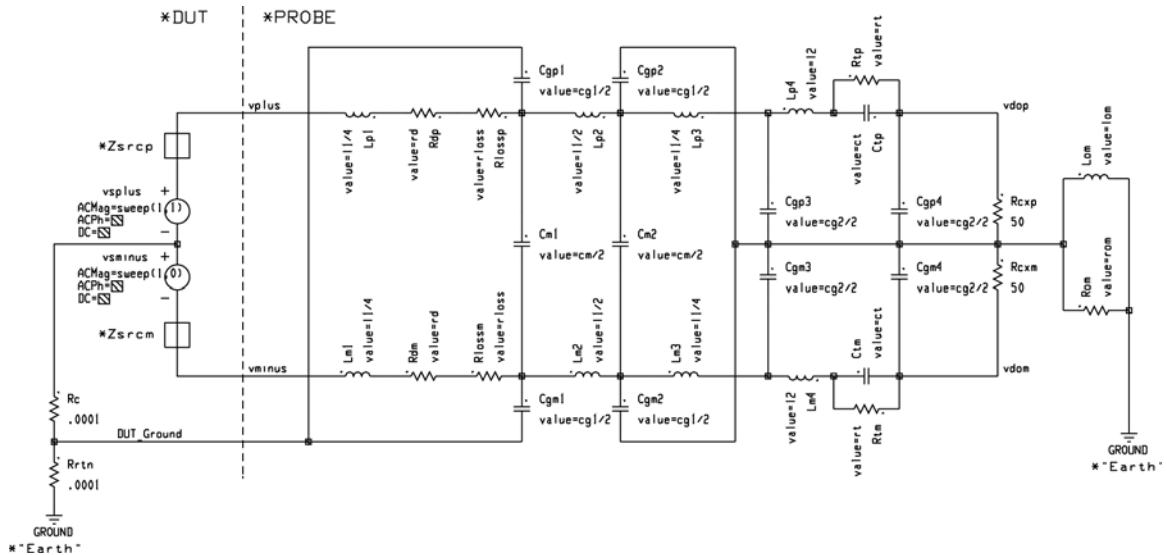 *DUT
*PROBE
vplus
*Zsrcp
vsplus
+
ACMag=sweep(1,1)
ACPh=
DC=
-
vsminus
+
ACMag=sweep(1,0)
ACPh=
DC=
-
*Zsrcm
vminus
Rc
.0001
DUT_Ground
Rrtn
.0001
GROUND
*"Earth"
value=l1/4
Lp1
value=rd
Rdp
value=rloss
Rlossp
Cgp1
value=cg1/2
value=l1/2
Lp2
Cgp2
value=cg1/2
value=l1/4
Lp3
Lp4
value=l2
Rtp
value=rt
value=ct
Ctp
vdop
Cm1
value=cm/2
Cm2
value=cm/2
Cgp3
value=cg2/2
Cgp4
value=cg2/2
Rcxp
50
Cgm3
value=cg2/2
Cgm4
value=cg2/2
Rcxm
50
Lom
value=lom
Rom
value=rom
Lm1
value=l1/4
Rdm
value=rd
Rlossm
value=rloss
Cgm1
value=cg1/2
Lm2
value=l1/2
Cgm2
value=cg1/2
Lm3
value=l1/4
value=l2
Lm4
Ctm
value=ct
value=rt
Rtm
vdom
GROUND
*"Earth"